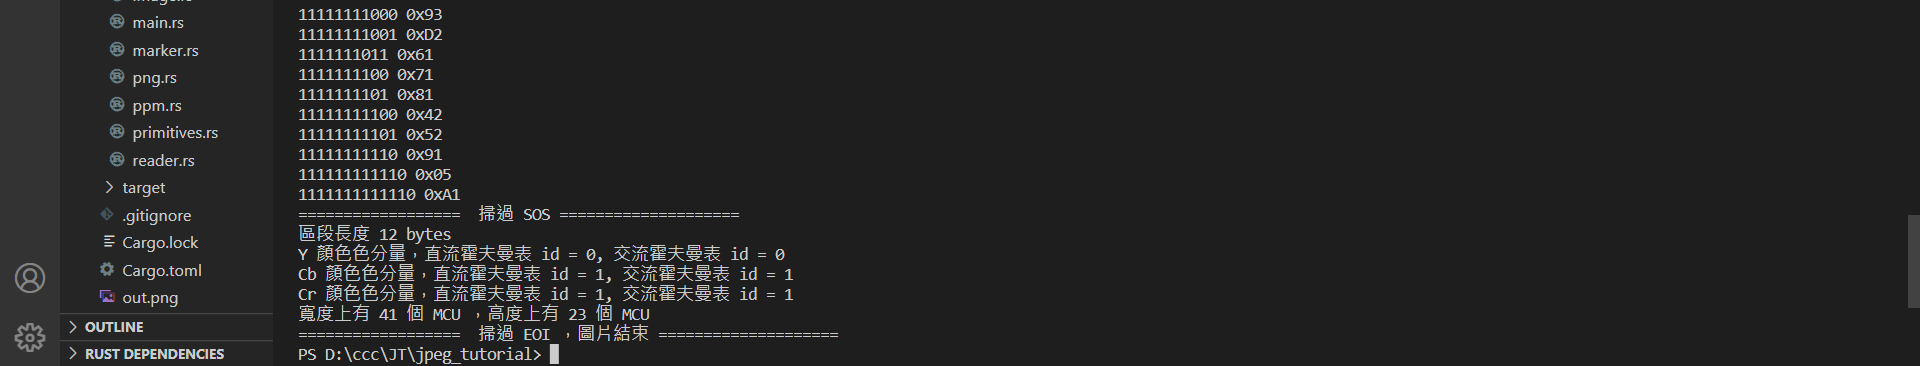 main.rs
marker.rs
png.rs
ppm.rs
primitives.rs
reader.rs
target
.gitignore
Cargo.lock
Cargo.toml
out.png
OUTLINE
RUST DEPENDENCIES
11111111000 0x93
11111111001 0xD2
1111111011 0x61
1111111100 0x71
1111111101 0x81
11111111100 0x42
11111111101 0x52
11111111110 0x91
111111111110 0x05
1111111111110 0xA1
================== 掃過 SOS ====================
區段長度 12 bytes
Y 顏色色分量，直流霍夫曼表 id = 0, 交流霍夫曼表 id = 0
Cb 顏色色分量，直流霍夫曼表 id = 1, 交流霍夫曼表 id = 1
Cr 顏色色分量，直流霍夫曼表 id = 1, 交流霍夫曼表 id = 1
寬度上有 41 個 MCU ，高度上有 23 個 MCU
================== 掃過 EOI ，圖片結束 ====================
PS D:\ccc\JT\jpeg_tutorial>